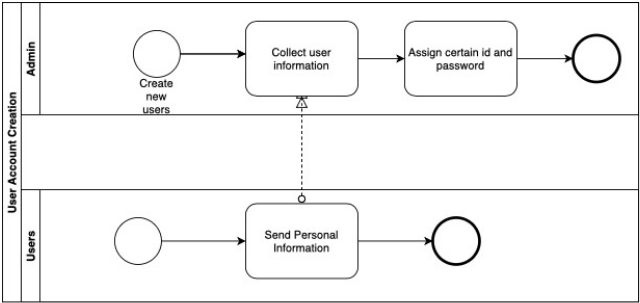 User Account Creation
Admin
Create
new
users
Collect user
information
Assign certain id and
password
Users
Send Personal
Information